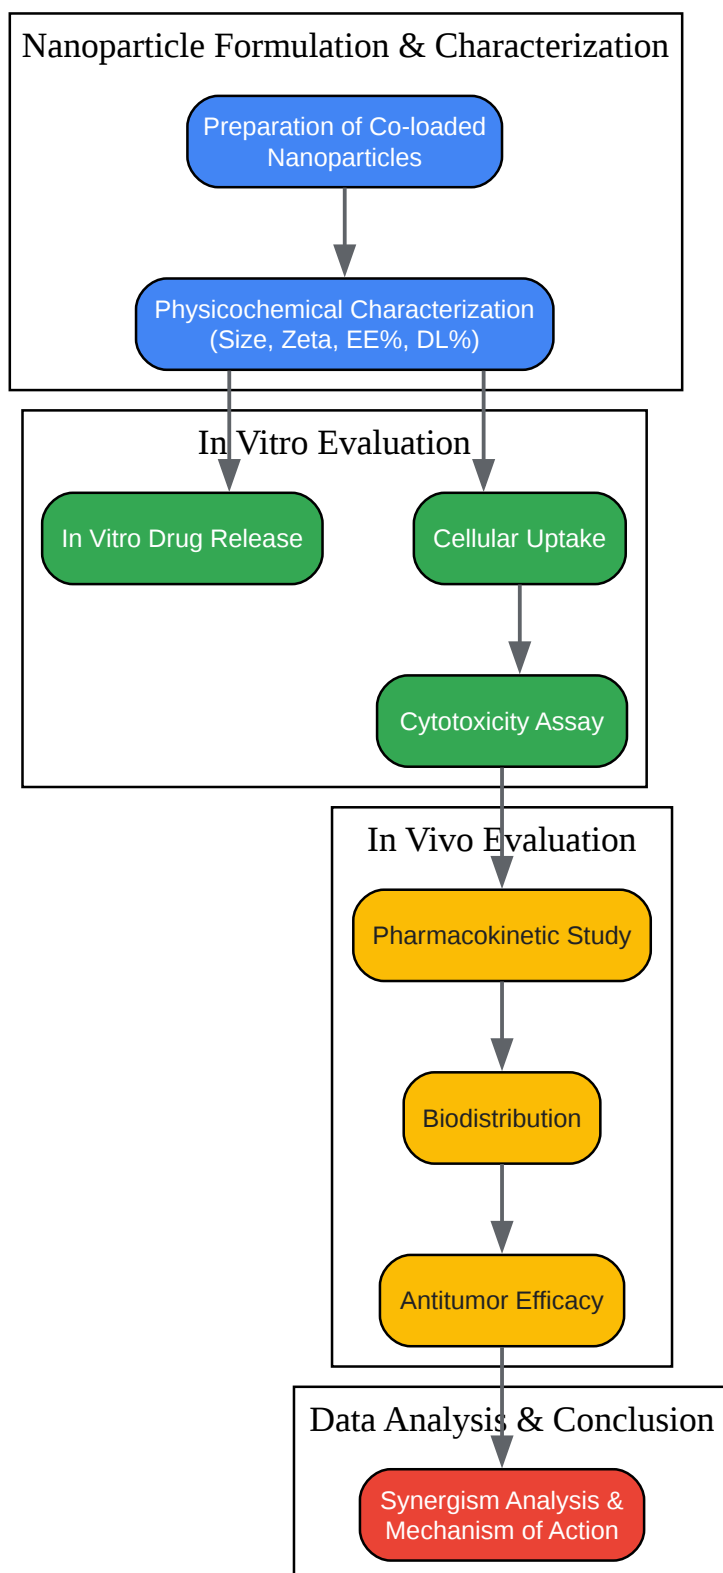 Nanoparticle Formulation & Characterization
Preparation of Co-loaded
Nanoparticles
Physicochemical Characterization
(Size, Zeta, EE%, DL%)
In Vitro Evaluation
In Vitro Drug Release
Cellular Uptake
Cytotoxicity Assay
In Vivo Evaluation
Pharmacokinetic Study
Biodistribution
Antitumor Efficacy
Data Analysis & Conclusion
Synergism Analysis &
Mechanism of Action